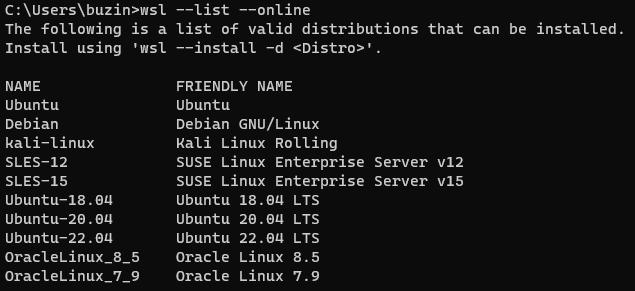 C:\Users\buzin>wsl --list --online
The following is a list of valid distributions that can be installed.
Install using 'wsl --install -d <Distro>'.
NAME FRIENDLY NAME
Ubuntu Ubuntu
Debian Debian GNU/Linux
kali-linux Kali Linux Rolling
SLES-12 SUSE Linux Enterprise Server v12
SLES-15 SUSE Linux Enterprise Server v15
Ubuntu-18.04 Ubuntu 18.04 LTS
Ubuntu-20.04 Ubuntu 20.04 LTS
Ubuntu-22.04 Ubuntu 22.04 LTS
OracleLinux_8_5 Oracle Linux 8.5
OracleLinux_7_9 Oracle Linux 7.9